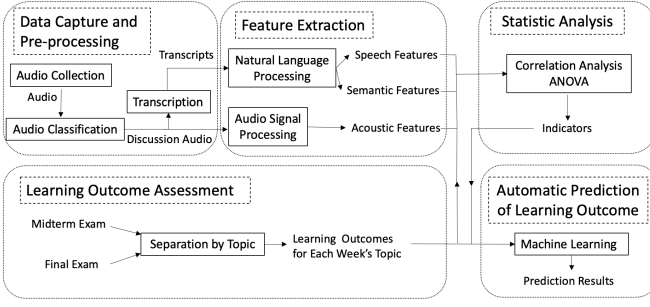 Data Capture and
Pre-processing
Audio Collection
Audio
Audio Classification
Transcription
Transcripts
Discussion Audio
Feature Extraction
Natural Language
Processing
Audio Signal
Processing
Speech Features
Semantic Features
Acoustic Features
Statistic Analysis
Correlation Analysis
ANOVA
Indicators
Learning Outcome Assessment
Midterm Exam
Final Exam
Separation by Topic
Learning Outcomes
for Each Week's Topic
Automatic Prediction
of Learning Outcome
Machine Learning
Prediction Results